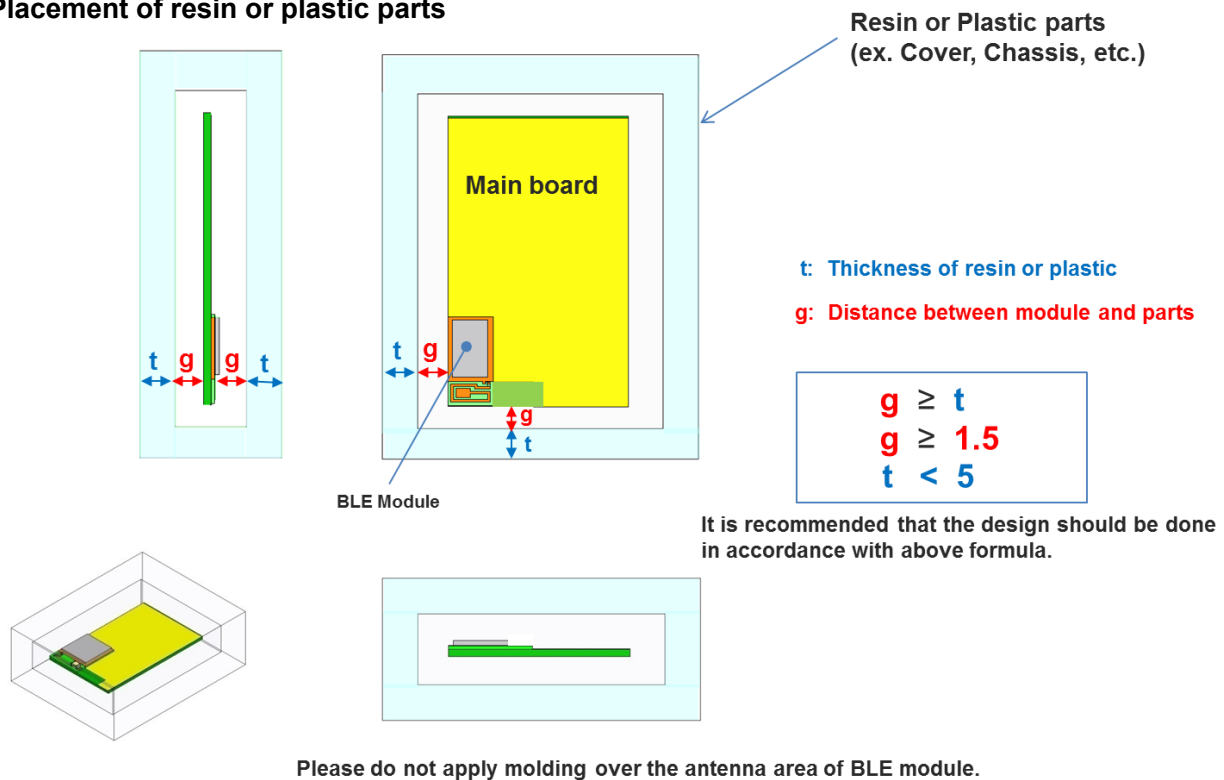 Placement of resin or plastic parts
Resin or Plastic parts
(ex. Cover, Chassis, etc.)
Main board
t: Thickness of resin or plastic
g: Distance between module and parts
t g g t
t g
g
t
g ≥ t
g ≥ 1.5
t < 5
BLE Module
It is recommended that the design should be done
in accordance with above formula.
Please do not apply molding over the antenna area of BLE module.